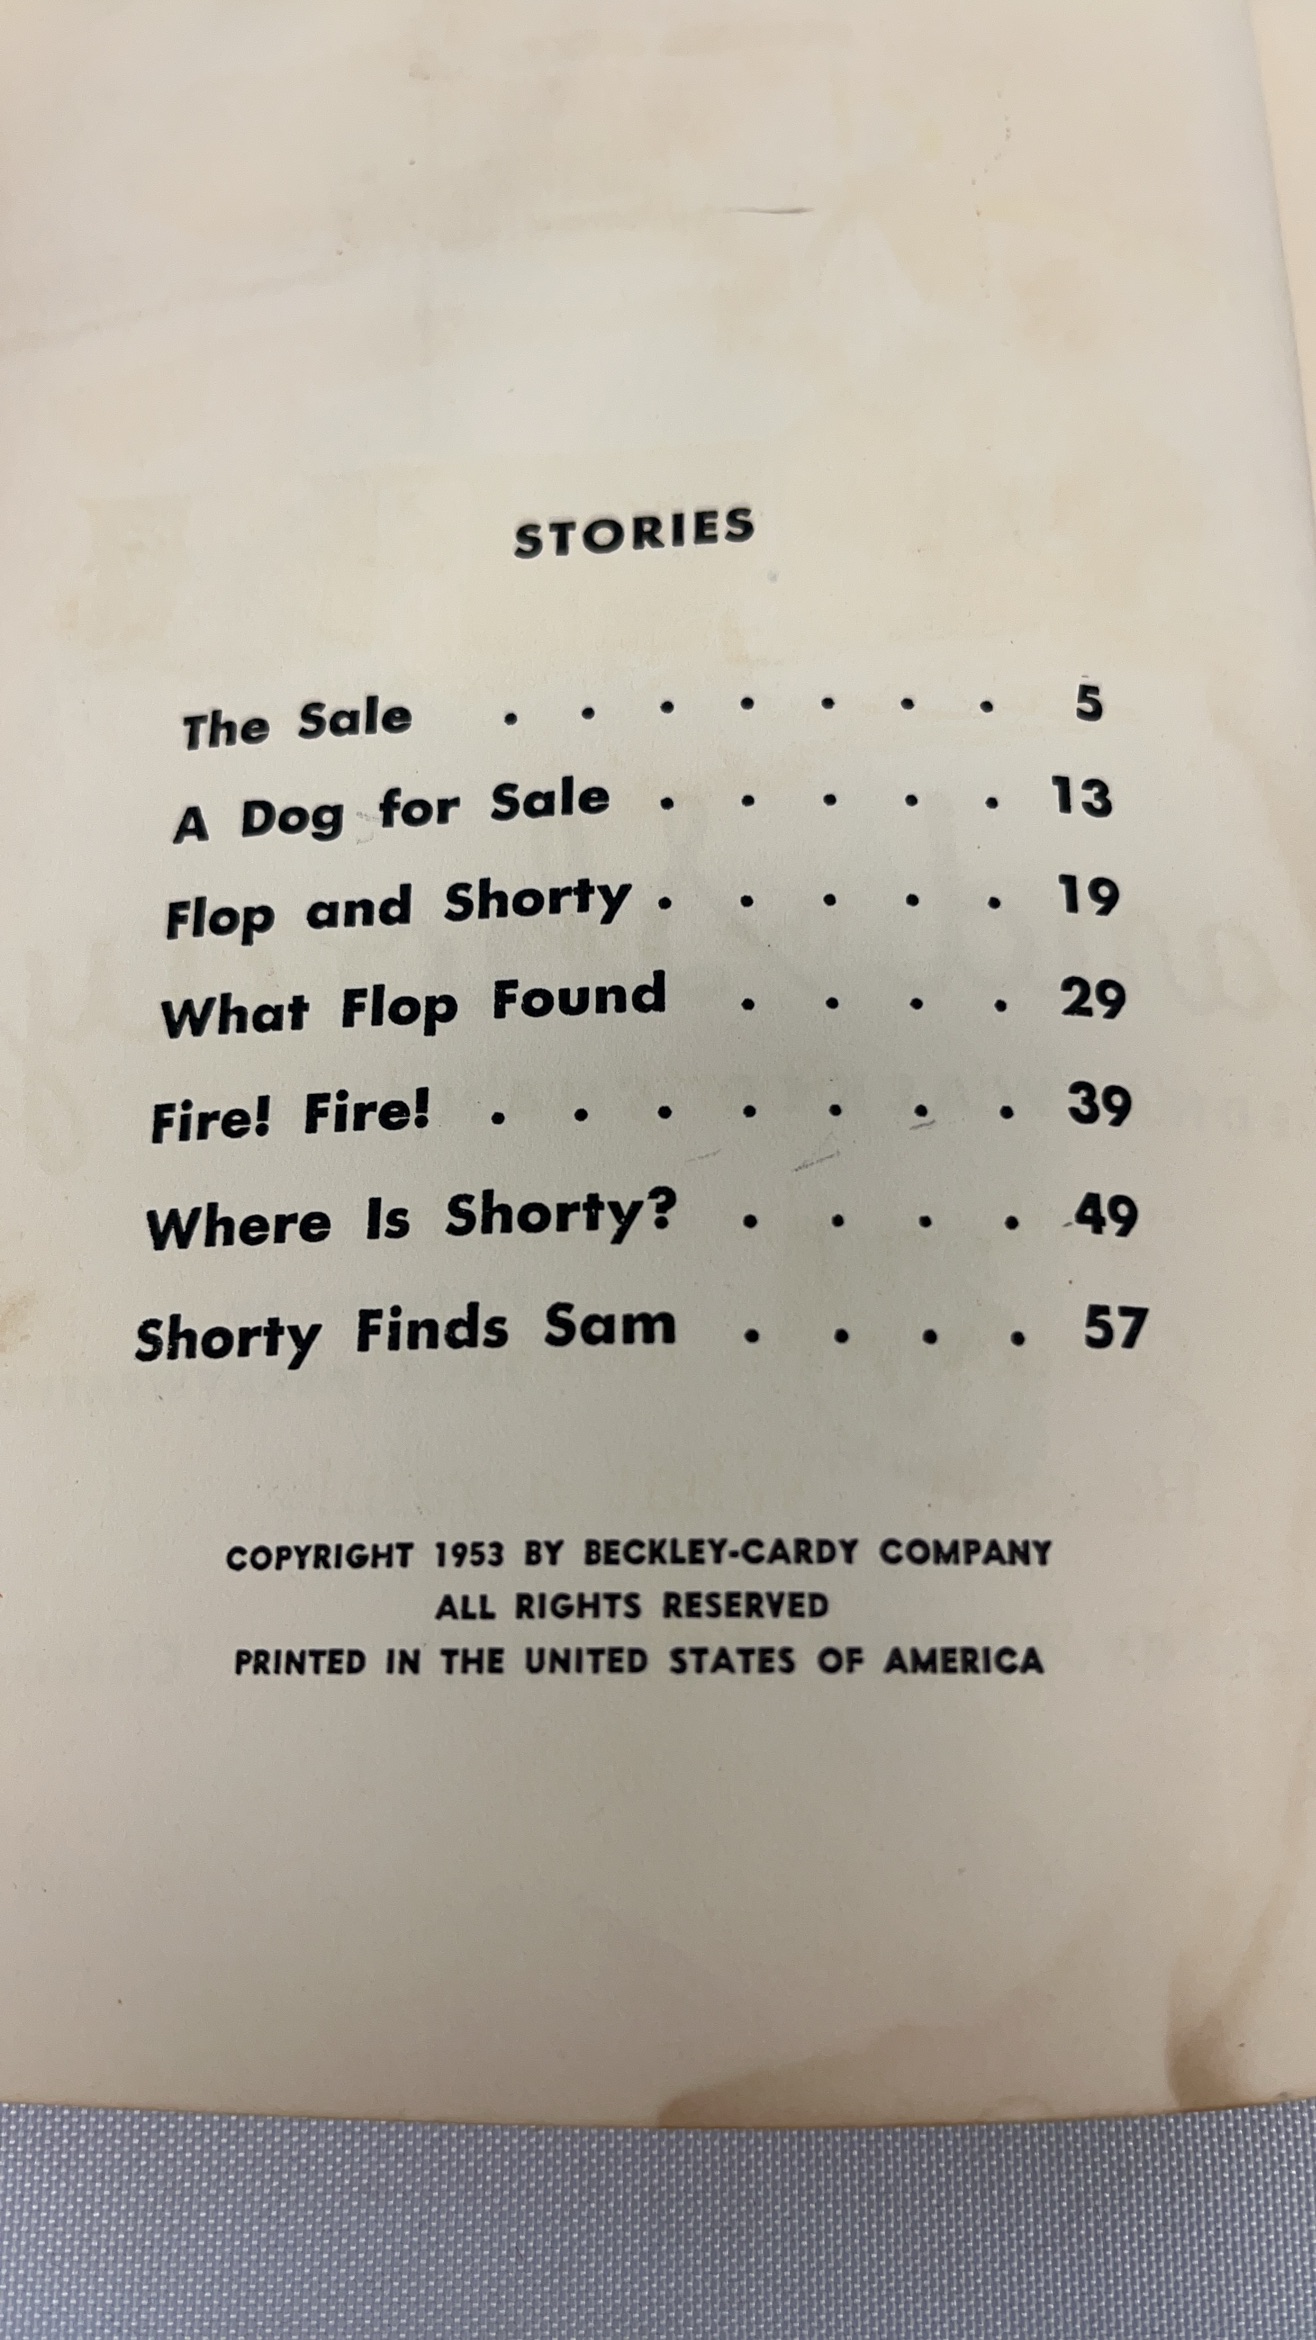 STORIES
The Sale . . . . . . . 5
A Dog for Sale . . . . . 13
Flop and Shorty . . . . . 19
What Flop Found . . . . 29
Fire! Fire! . . . . . . . 39
Where Is Shorty? . . . . 49
Shorty Finds Sam . . . . 57
COPYRIGHT 1953 BY BECKLEY-CARDY COMPANY
ALL RIGHTS RESERVED
PRINTED IN THE UNITED STATES OF AMERICA